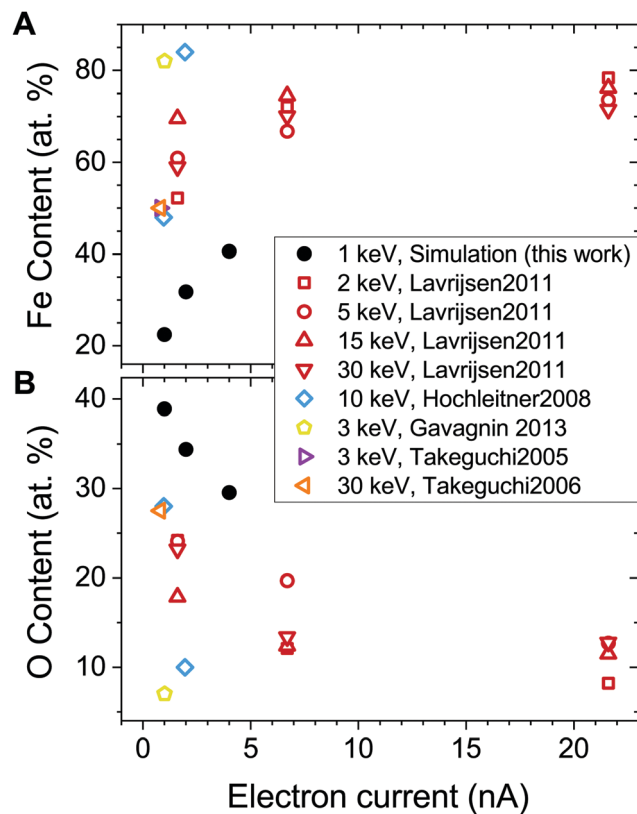 A
80
60
40
20
Fe Content (at. %)
1 keV, Simulation (this work)
2 keV, Lavrijsen2011
5 keV, Lavrijsen2011
15 keV, Lavrijsen2011
30 keV, Lavrijsen2011
10 keV, Hochleitner2008
3 keV, Gavagnin 2013
3 keV, Takeguchi2005
30 keV, Takeguchi2006
B
40
30
20
10
O Content (at. %)
0 5 10 15 20
Electron current (nA)